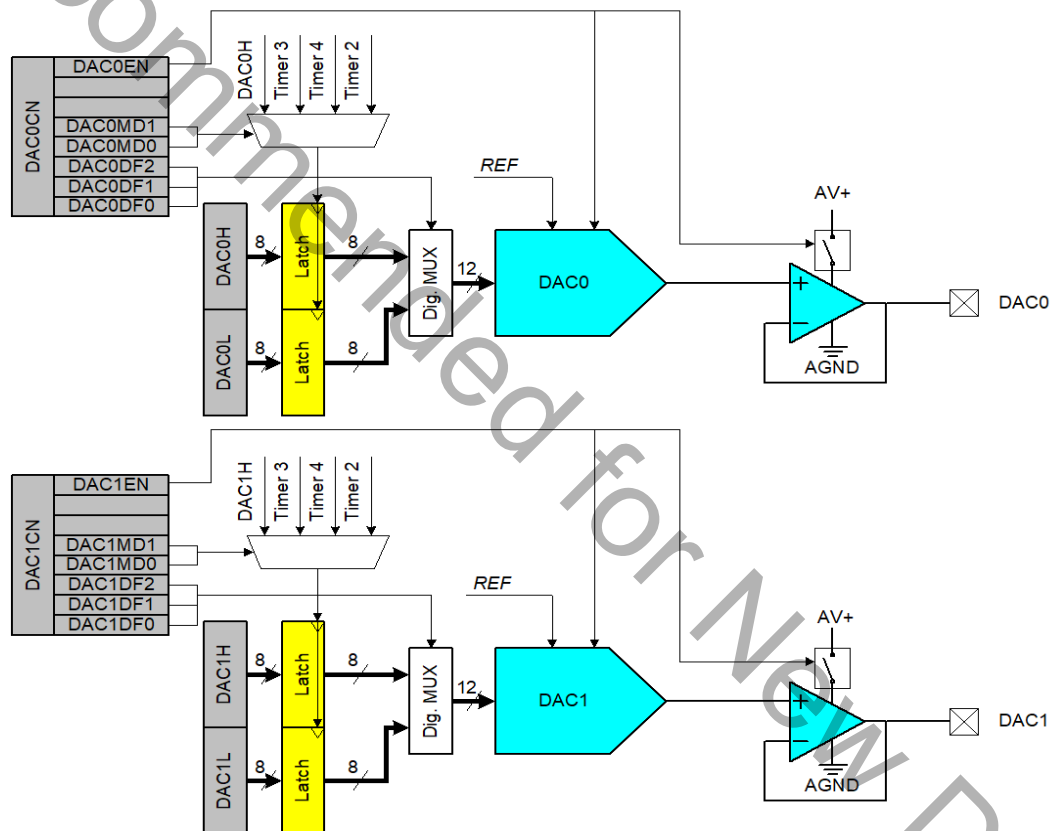 DAC0EN
DAC0CN
DAC0MD1
DAC0MD0
DAC0DF2
DAC0DF1
DAC0DF0
DAC0H
Timer 3
Timer 4
Timer 2
REF
AV+
DAC0H
8
Latch
8
Dig. MUX
12
DAC0
+
−
DAC0
DAC0L
8
Latch
8
AGND
DAC1EN
DAC1CN
DAC1MD1
DAC1MD0
DAC1DF2
DAC1DF1
DAC1DF0
DAC1H
Timer 3
Timer 4
Timer 2
REF
AV+
DAC1H
8
Latch
8
Dig. MUX
12
DAC1
+
−
DAC1
DAC1L
8
Latch
8
AGND
ommended for New D